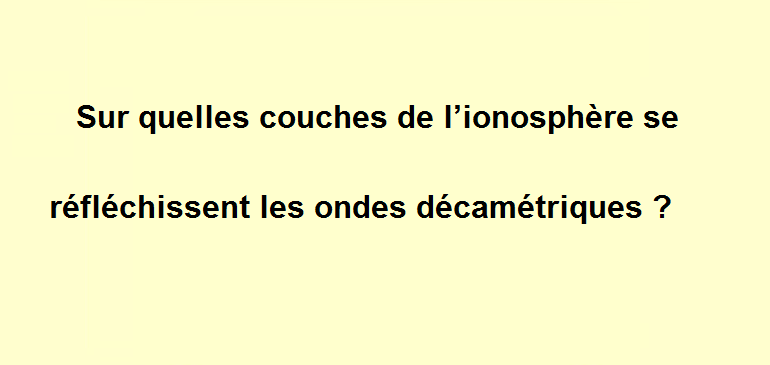 Sur quelles couches de l’ionosphère se
réfléchissent les ondes décamétriques ?